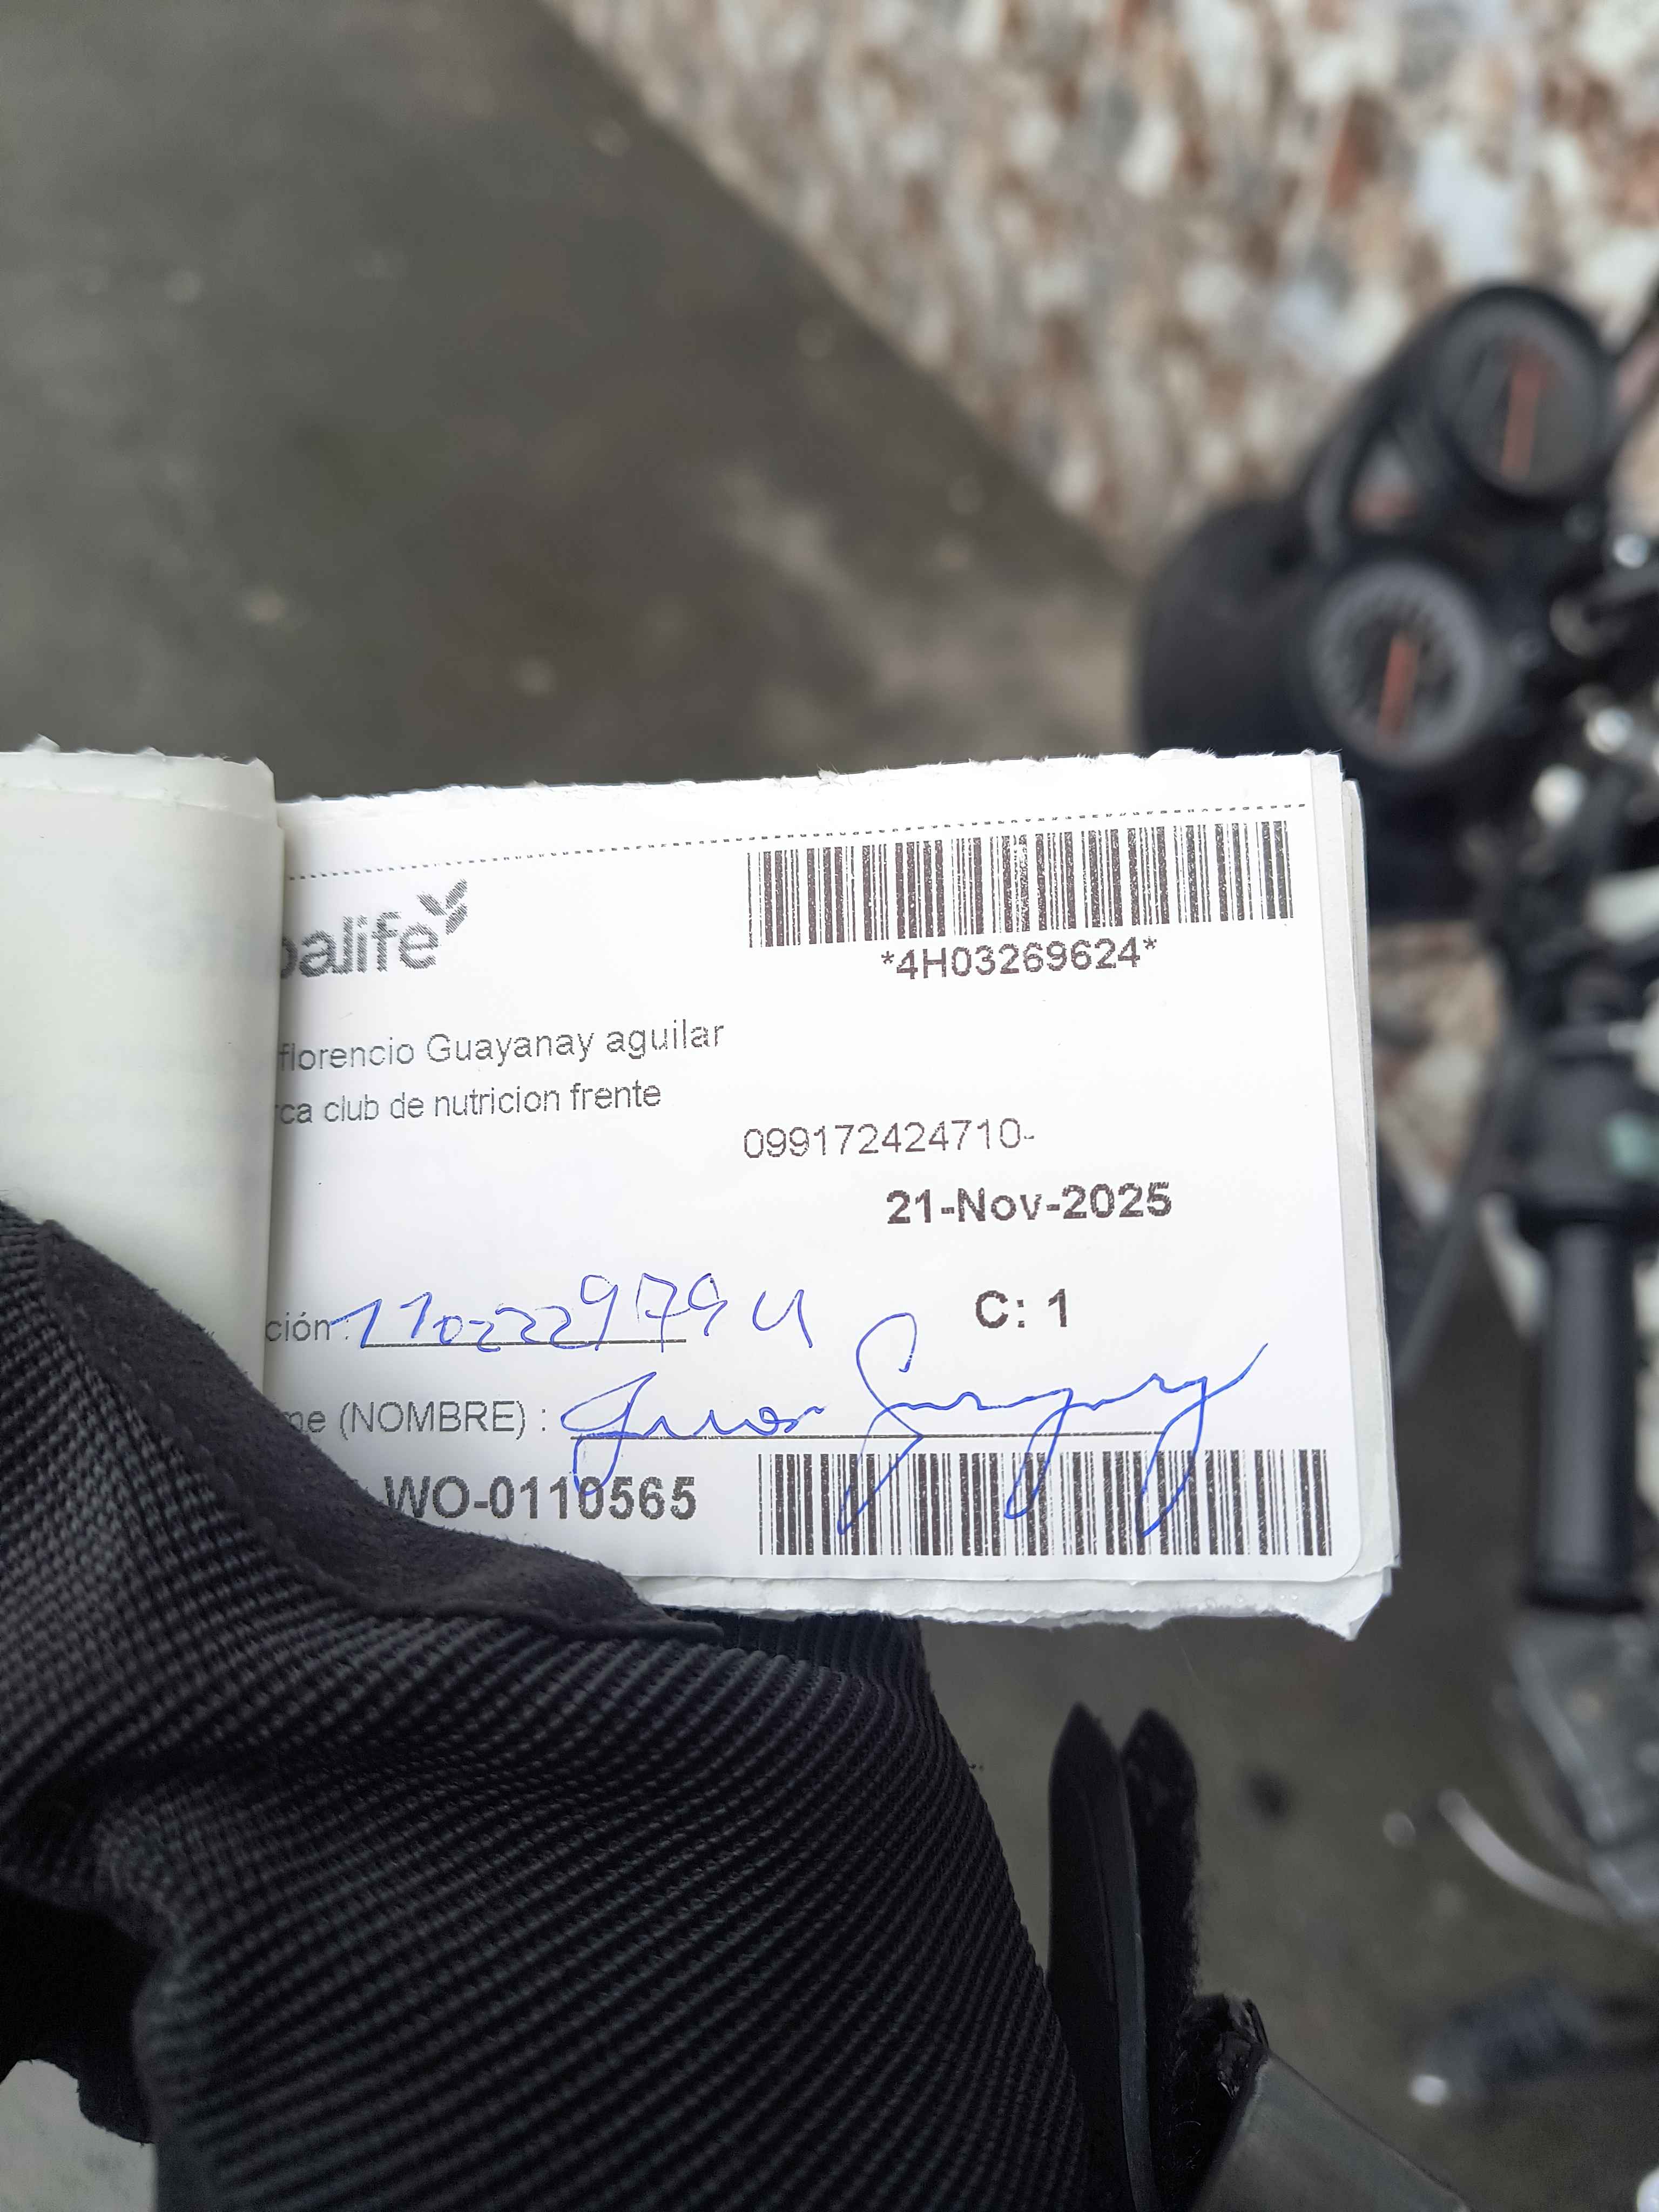 balife
*4H03269624*
florencio Guayanay aguilar
rca club de nutricion frente
099172424710-
21-Nov-2025
ción : 1102229794
C: 1
me (NOMBRE) :
WO-0110565